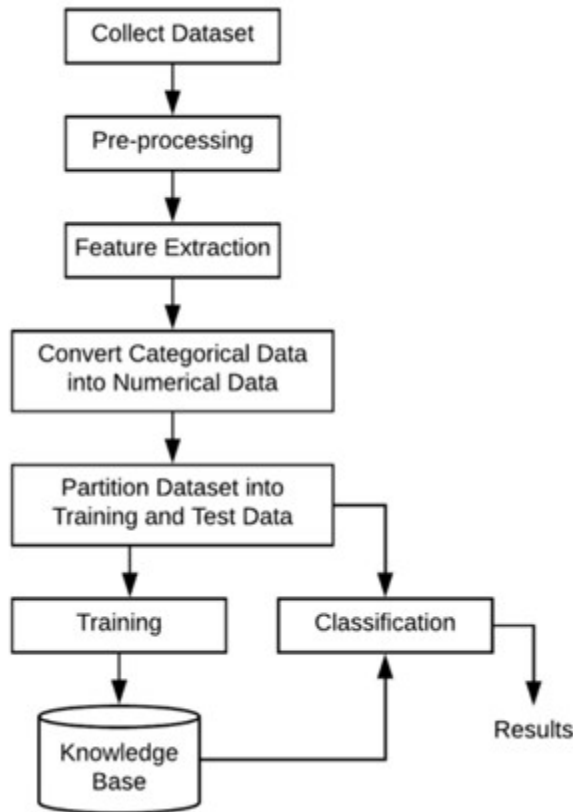 Collect Dataset
Pre-processing
Feature Extraction
Convert Categorical Data
into Numerical Data
Partition Dataset into
Training and Test Data
Training
Classification
Results
Knowledge
Base